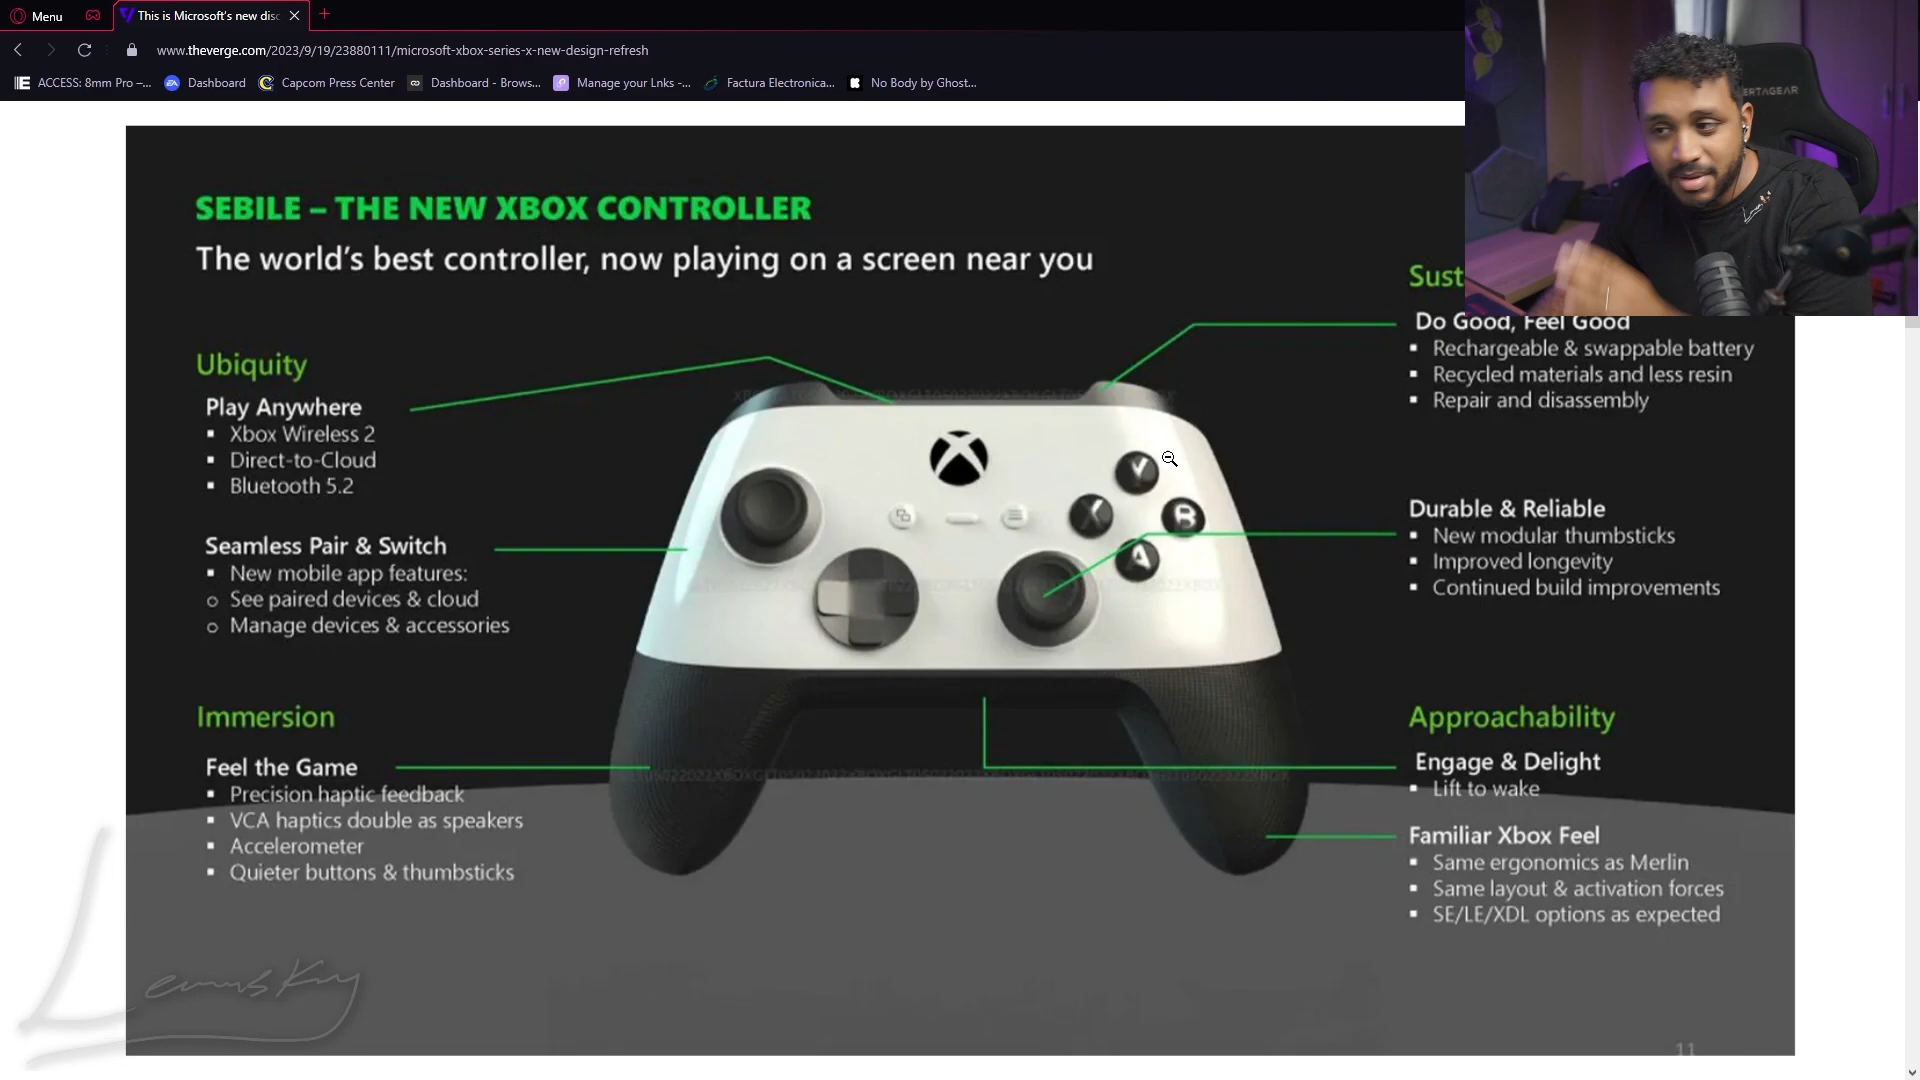 Menu
This is Microsoft's new disc
www.theverge.com/2023/9/19/23880111/microsoft-xbox-series-x-new-design-refresh
ACCESS: 8mm Pro –...
Dashboard
Capcom Press Center
Dashboard - Brows...
Manage your Lnks -...
Factura Electronica...
No Body by Ghost...
SEBILE – THE NEW XBOX CONTROLLER
The world's best controller, now playing on a screen near you
Ubiquity
Play Anywhere
▪ Xbox Wireless 2
▪ Direct-to-Cloud
▪ Bluetooth 5.2
Seamless Pair & Switch
▪ New mobile app features:
○ See paired devices & cloud
○ Manage devices & accessories
Immersion
Feel the Game
▪ Precision haptic feedback
▪ VCA haptics double as speakers
▪ Accelerometer
▪ Quieter buttons & thumbsticks
Y
X
B
A
Sust
Do Good, Feel Good
▪ Rechargeable & swappable battery
▪ Recycled materials and less resin
▪ Repair and disassembly
Durable & Reliable
▪ New modular thumbsticks
▪ Improved longevity
▪ Continued build improvements
Approachability
Engage & Delight
▪ Lift to wake
Familiar Xbox Feel
▪ Same ergonomics as Merlin
▪ Same layout & activation forces
▪ SE/LE/XDL options as expected
11
ERTAGEAR